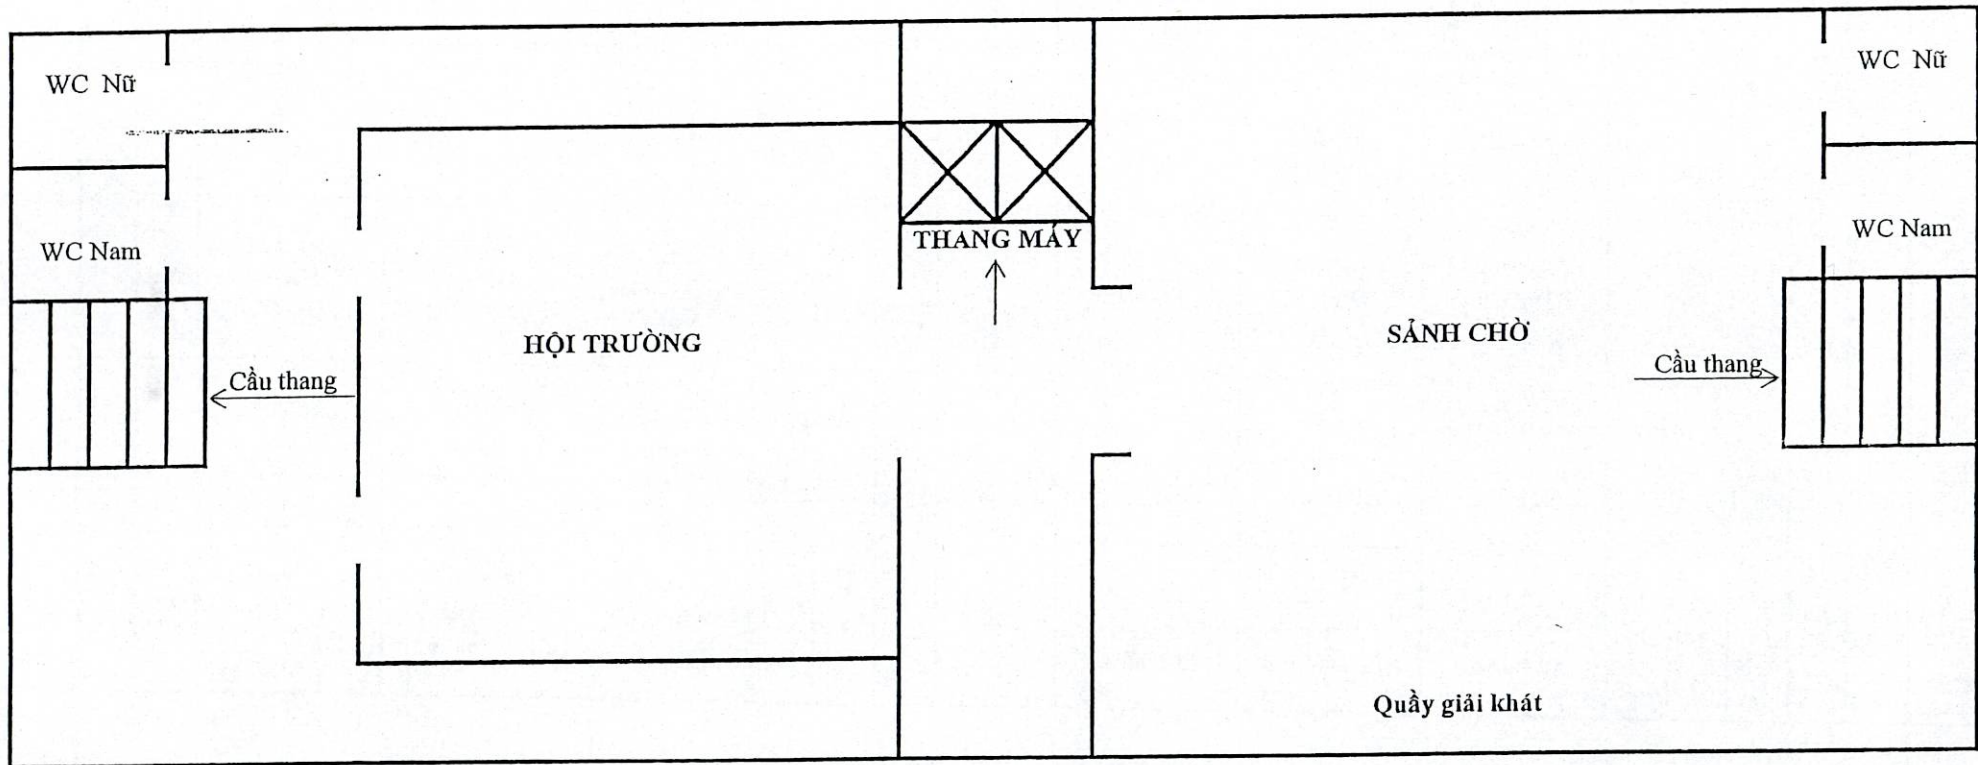 WC Nữ
WC Nữ
WC Nam
WC Nam
THANG MÁY
HỘI TRƯỜNG
SẢNH CHỜ
Cầu thang
Cầu thang
Quầy giải khát